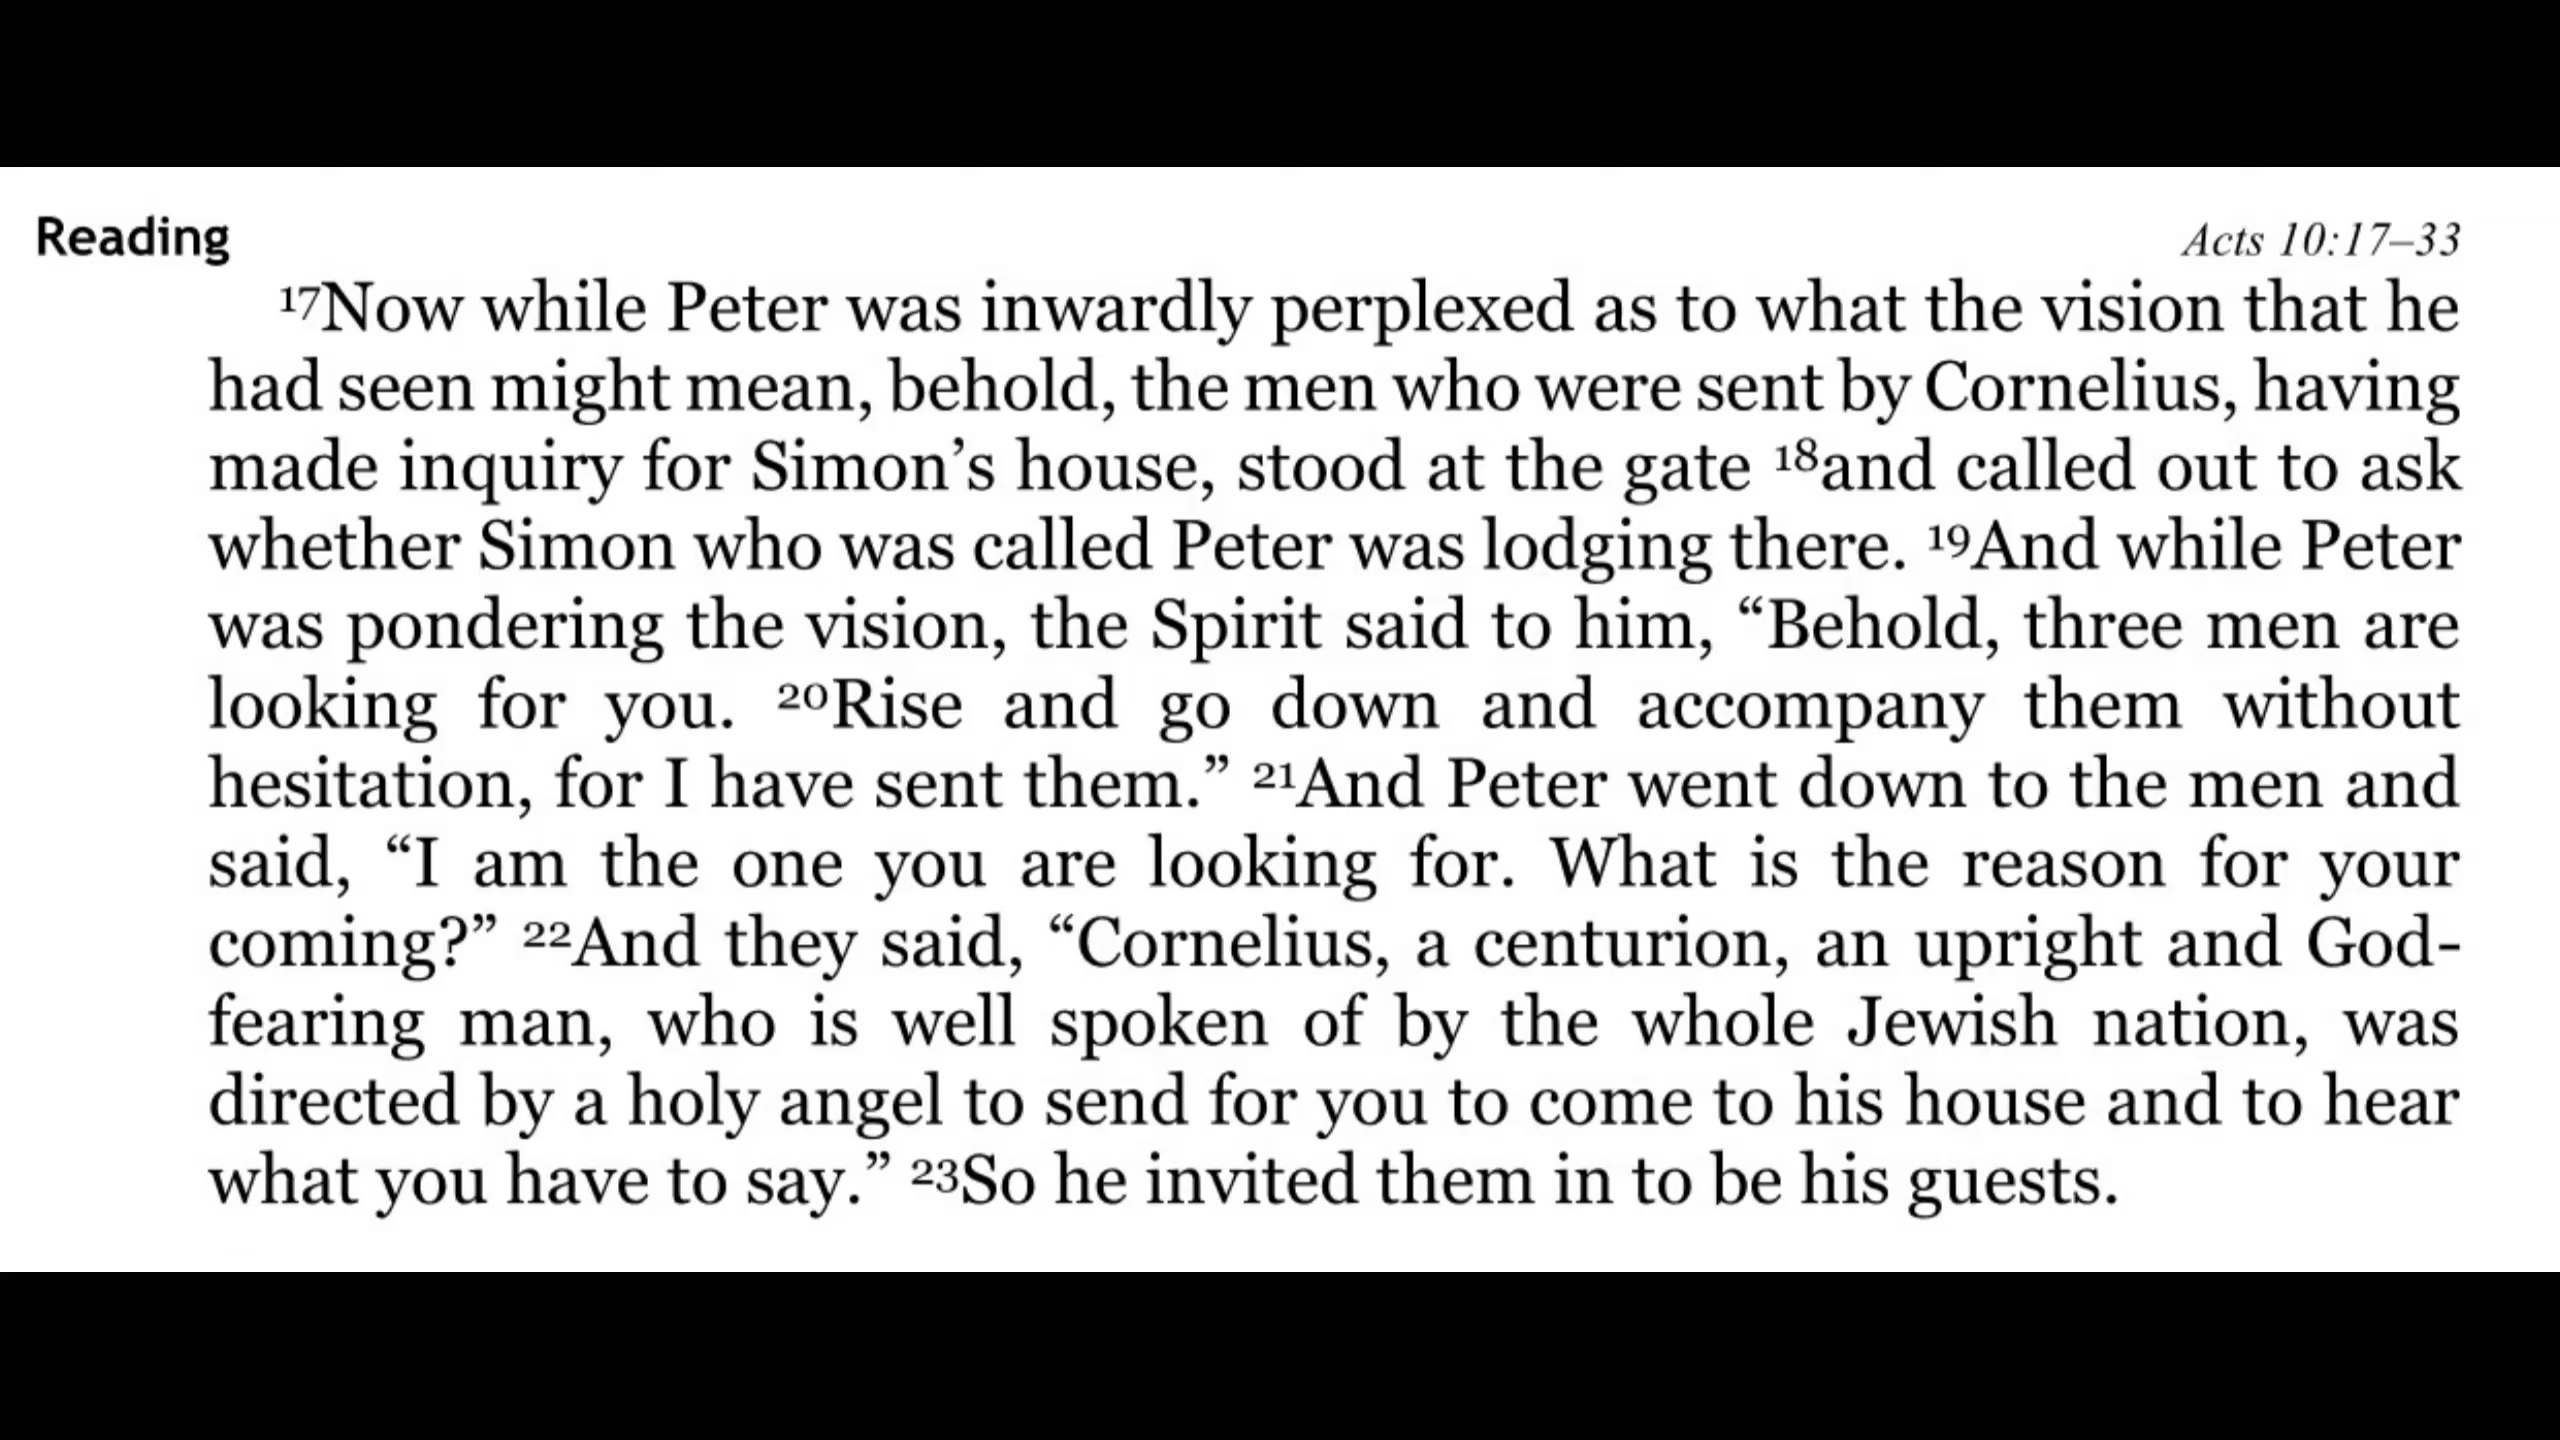 Reading Acts 10:17–33
¹⁷Now while Peter was inwardly perplexed as to what the vision that he
had seen might mean, behold, the men who were sent by Cornelius, having
made inquiry for Simon’s house, stood at the gate ¹⁸and called out to ask
whether Simon who was called Peter was lodging there. ¹⁹And while Peter
was pondering the vision, the Spirit said to him, “Behold, three men are
looking for you. ²⁰Rise and go down and accompany them without
hesitation, for I have sent them.” ²¹And Peter went down to the men and
said, “I am the one you are looking for. What is the reason for your
coming?” ²²And they said, “Cornelius, a centurion, an upright and God-
fearing man, who is well spoken of by the whole Jewish nation, was
directed by a holy angel to send for you to come to his house and to hear
what you have to say.” ²³So he invited them in to be his guests.